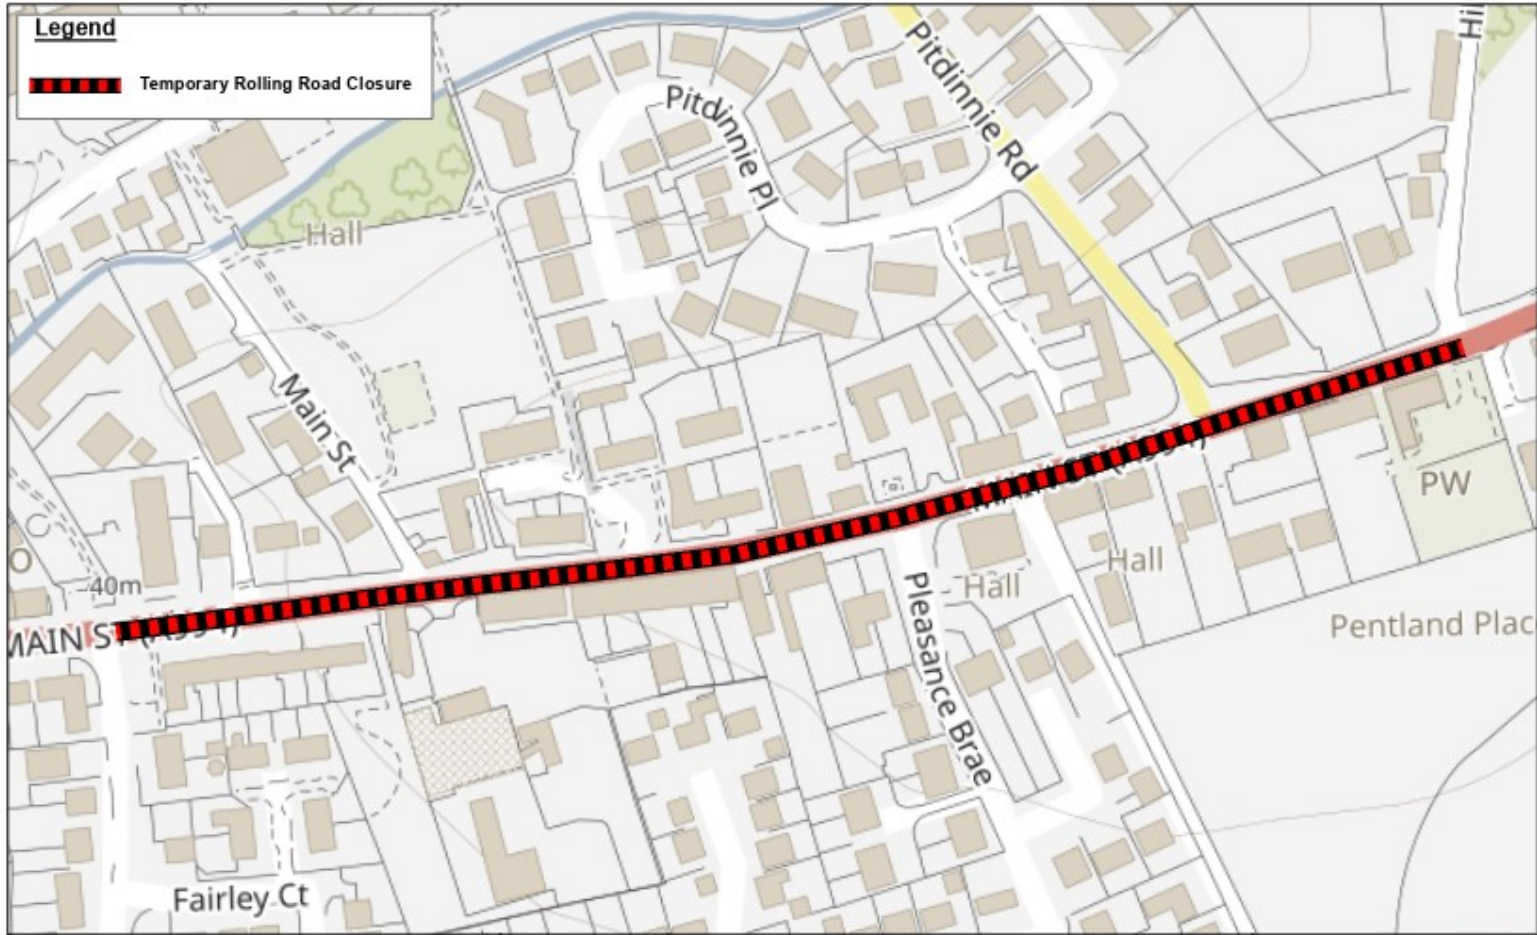 Legend
Temporary Rolling Road Closure
Pitdinnie Rd
Pitdinnie Pl
Hall
Main St
40m
MAIN ST
PW
Hall
Hall
Pentland Plac
Pleasance Brae
Fairley Ct
Hil
O